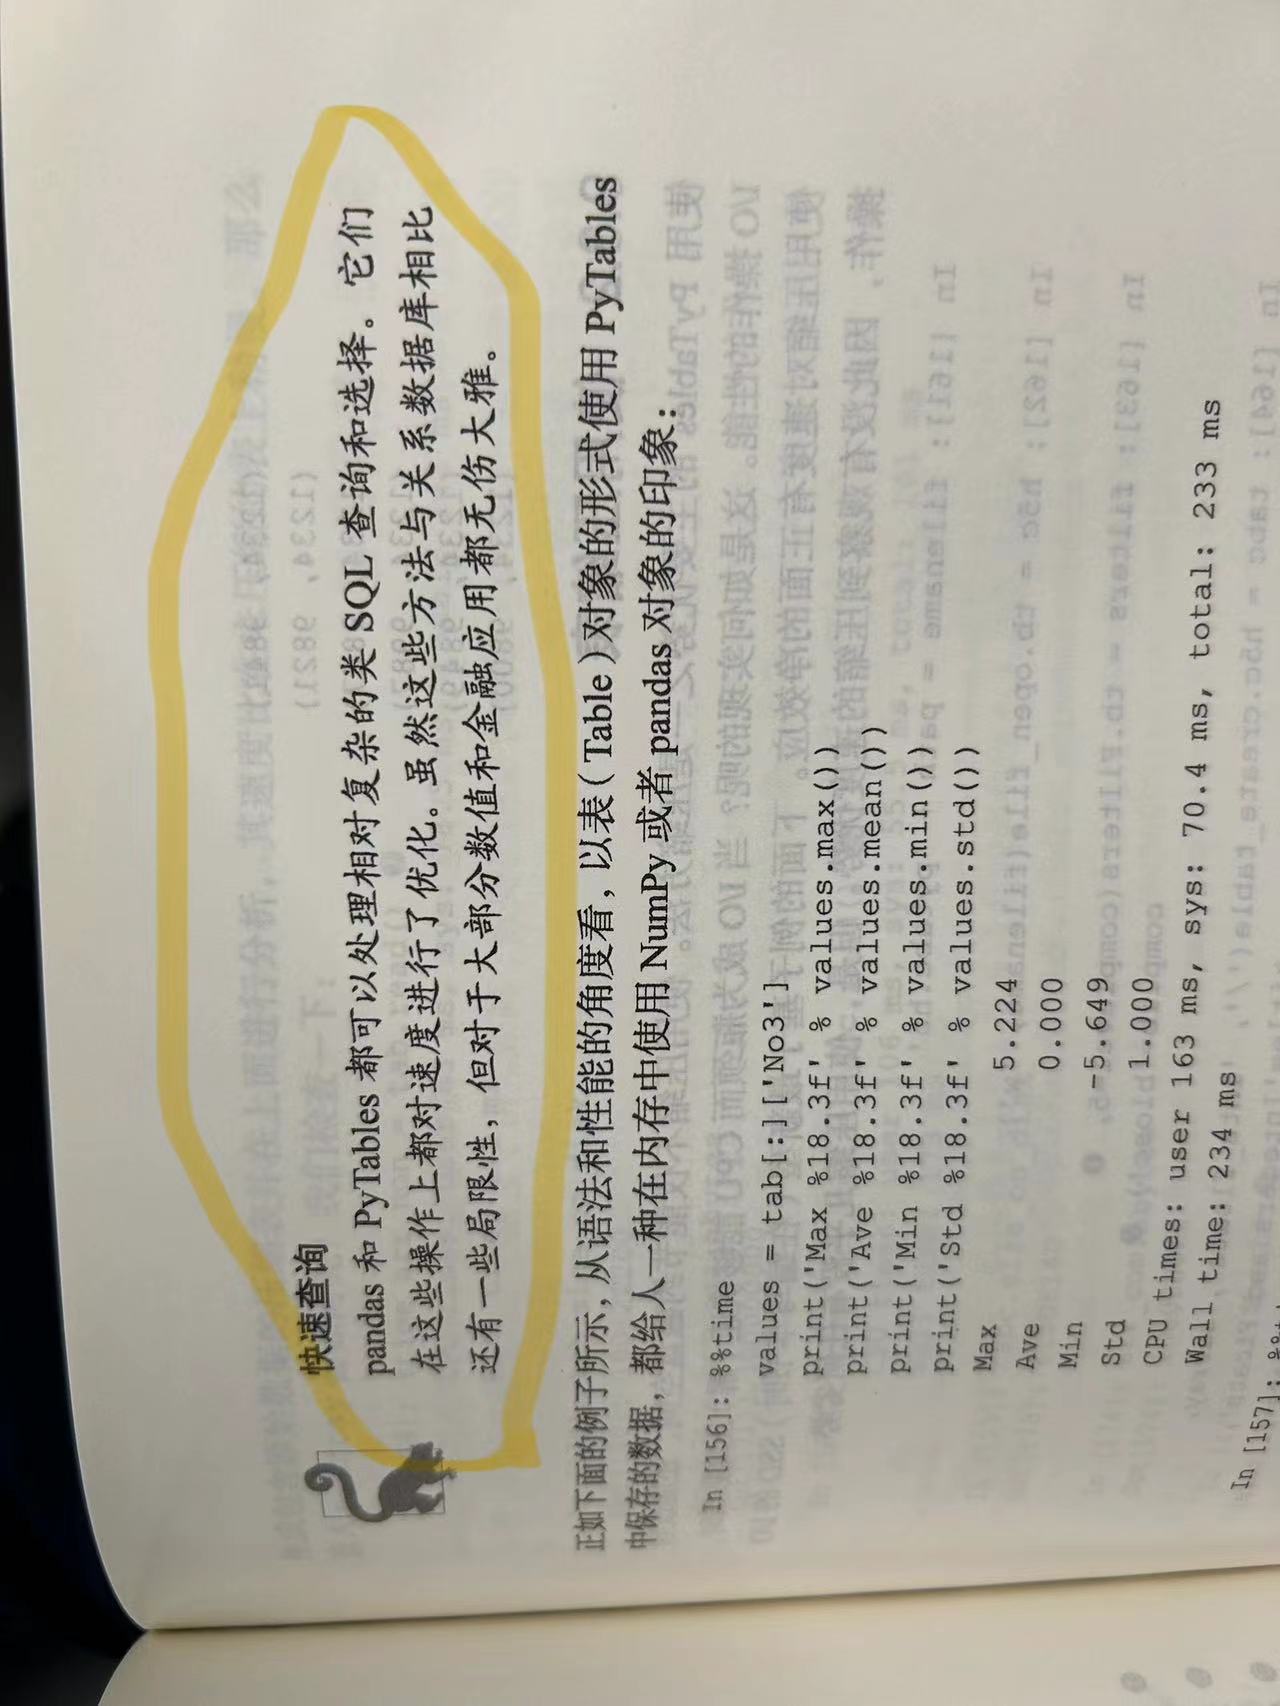 快速查询
pandas 和 PyTables 都可以处理相对复杂的类 SQL 查询和选择。它们
在这些操作上都对速度进行了优化。虽然这些方法与关系数据库相比
还有一些局限性，但对于大部分数值和金融应用都无伤大雅。
正如下面的例子所示，从语法和性能的角度看，以表（Table）对象的形式使用 PyTables
中保存的数据，都给人一种在内存中使用 NumPy 或者 pandas 对象的印象：
In [156]: %%time
values = tab[:]['No3']
print('Max %18.3f' % values.max())
print('Ave %18.3f' % values.mean())
print('Min %18.3f' % values.min())
print('Std %18.3f' % values.std())
Max 5.224
Ave 0.000
Min -5.649
Std 1.000
CPU times: user 163 ms, sys: 70.4 ms, total: 233 ms
Wall time: 234 ms
In [157]: